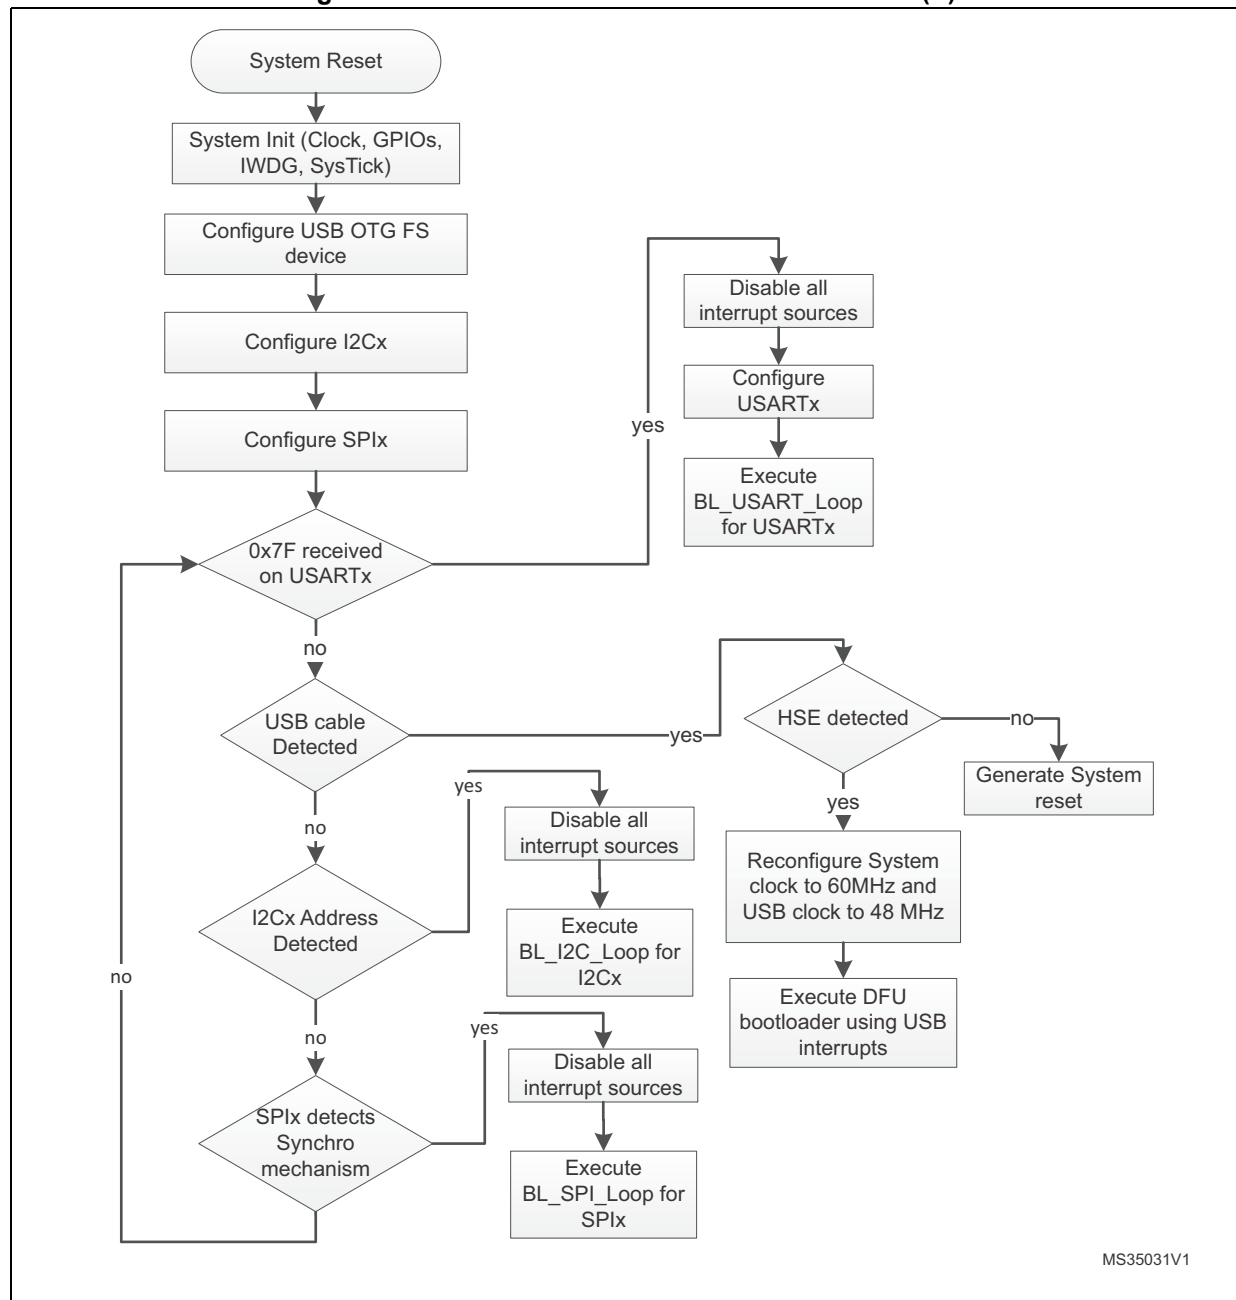 System Reset
System Init (Clock, GPIOs,
IWDG, SysTick)
Configure USB OTG FS
device
Configure I2Cx
Configure SPIx
0x7F received
on USARTx
yes
Disable all
interrupt sources
Configure
USARTx
Execute
BL_USART_Loop
for USARTx
no
USB cable
Detected
yes
HSE detected
no
Generate System
reset
yes
Reconfigure System
clock to 60MHz and
USB clock to 48 MHz
Execute DFU
bootloader using USB
interrupts
no
I2Cx Address
Detected
yes
Disable all
interrupt sources
Execute
BL_I2C_Loop for
I2Cx
no
SPIx detects
Synchro
mechanism
yes
Disable all
interrupt sources
Execute
BL_SPI_Loop for
SPIx
no
MS35031V1